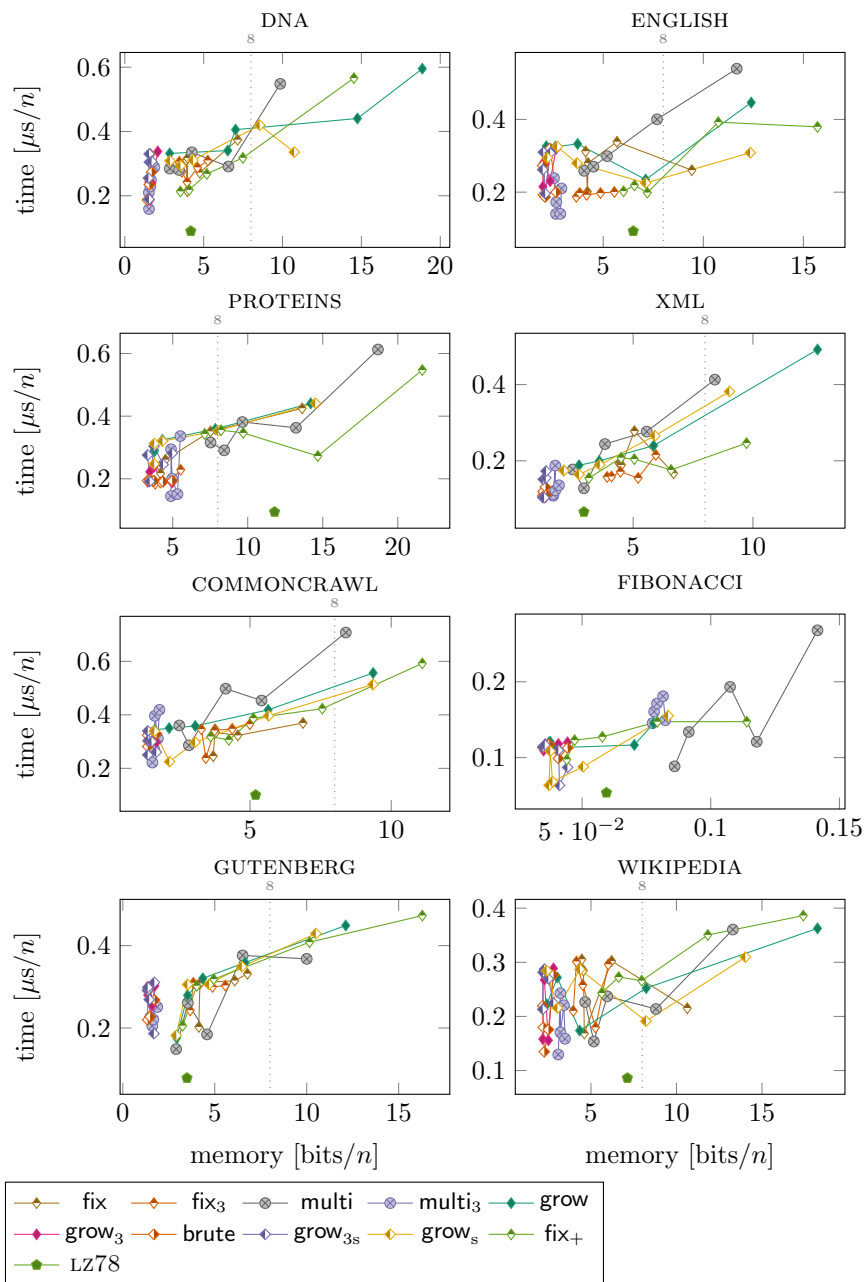 DNA ENGLISH
8 8
time [μs/n]
0.6
0.4
0.2
0.4
0.2
0 5 10 15 20 5 10 15
PROTEINS XML
8 8
time [μs/n]
0.6
0.4
0.2
0.4
0.2
5 10 15 20 5 10
COMMONCRAWL FIBONACCI
8
time [μs/n]
0.6
0.4
0.2
0.2
0.1
5 10 5 · 10⁻² 0.1 0.15
GUTENBERG WIKIPEDIA
8 8
time [μs/n]
0.4
0.2
0.4
0.3
0.2
0.1
0 5 10 15 5 10 15
memory [bits/n] memory [bits/n]
fix fix₃ multi multi₃ grow
grow₃ brute grow₃ₛ growₛ fix₊
LZ78